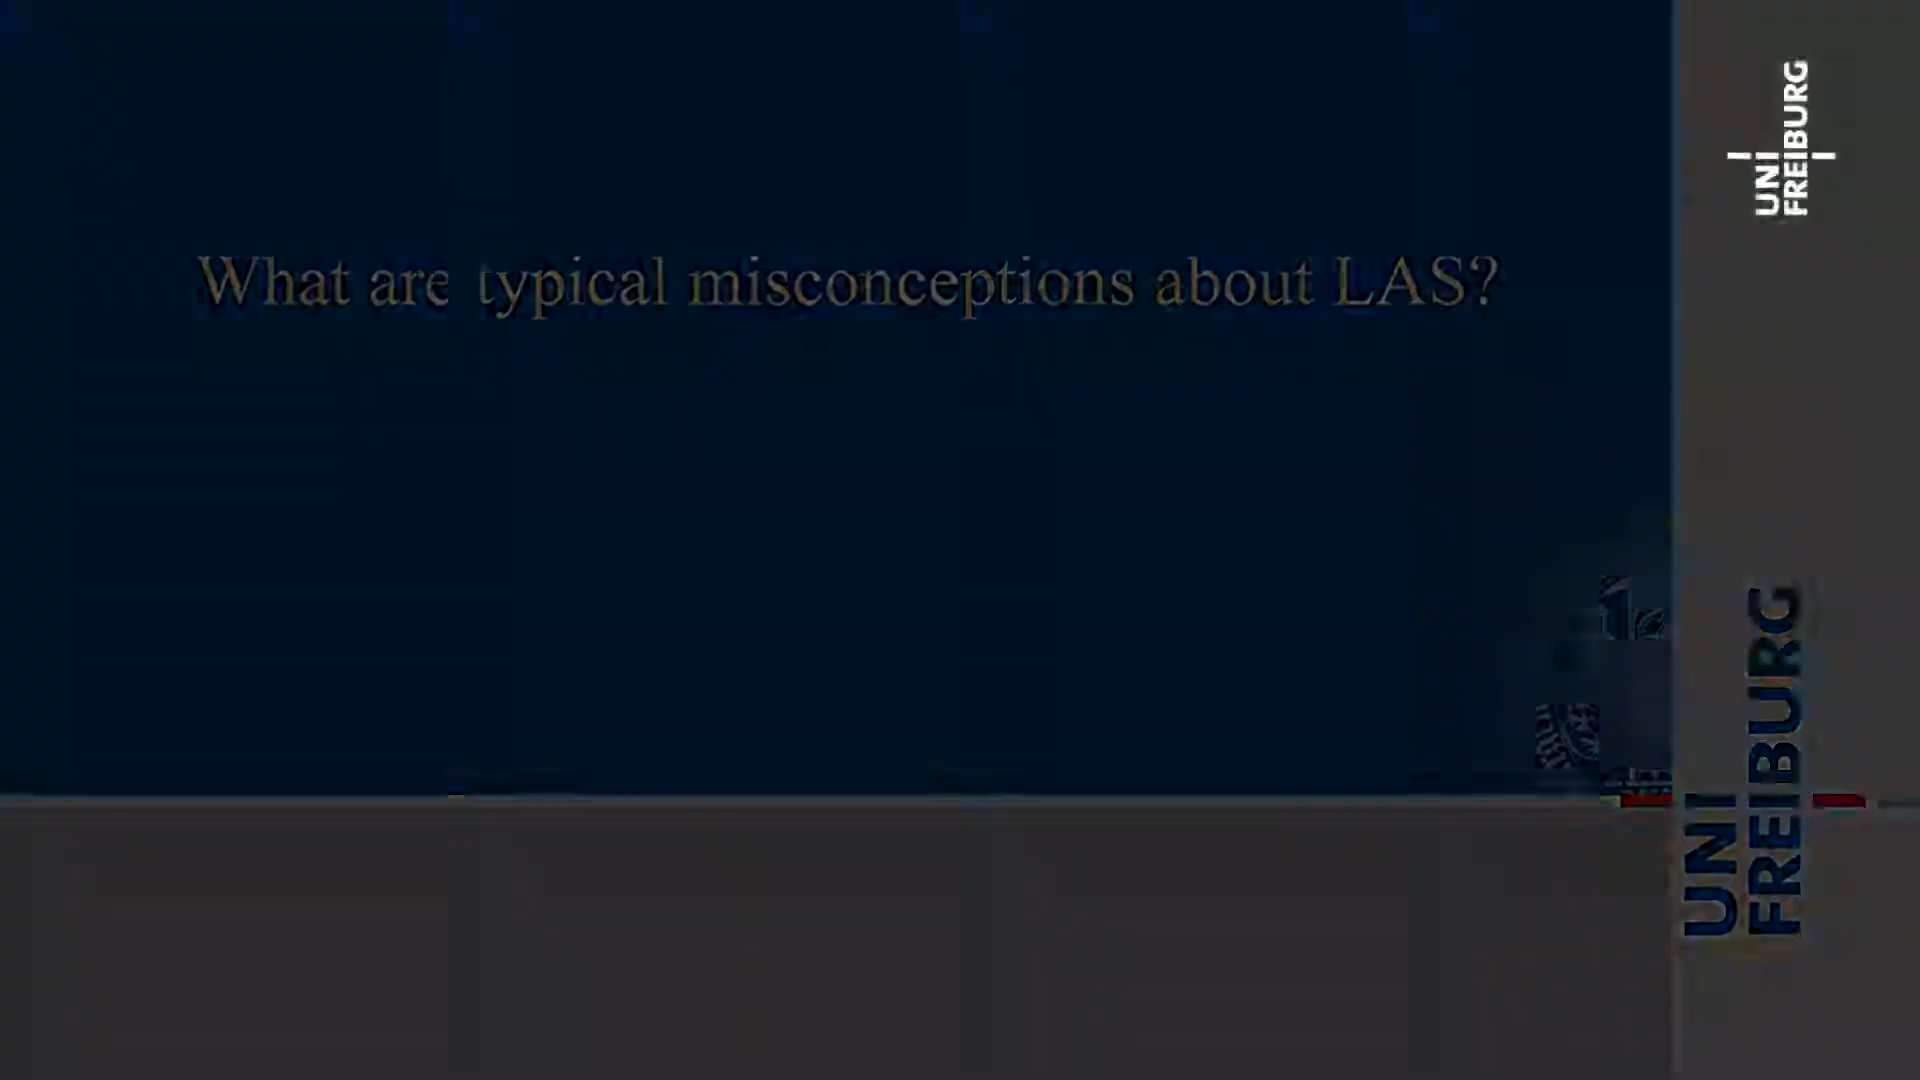 What are typical misconceptions about LAS?
UNI
FREIBURG
UNI
FREIBURG